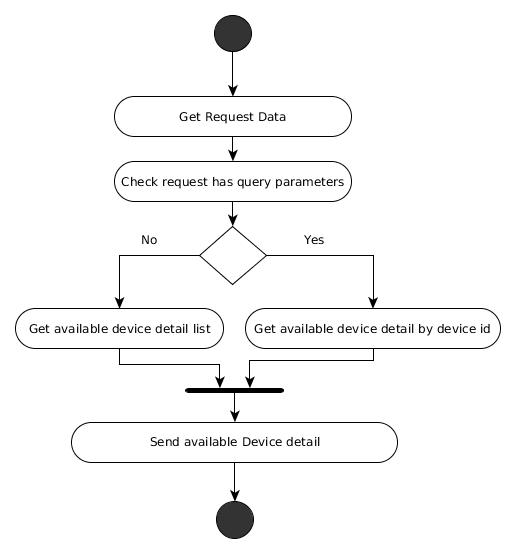 Get Request Data
Check request has query parameters
No
Yes
Get available device detail list
Get available device detail by device id
Send available Device detail